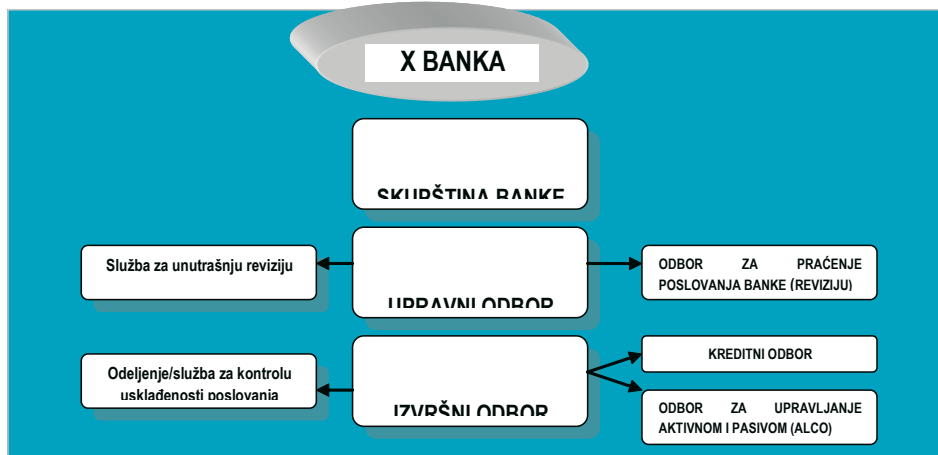 X BANKA
SKUPŠTINA BANKE
Služba za unutrašnju reviziju
UPRAVNI ODBOR
ODBOR ZA PRAĆENJE
POSLOVANJA BANKE (REVIZIJU)
Odeljenje/služba za kontrolu
usklađenosti poslovanja
IZVRŠNI ODBOR
KREDITNI ODBOR
ODBOR ZA UPRAVLJANJE
AKTIVNOM I PASIVOM (ALCO)